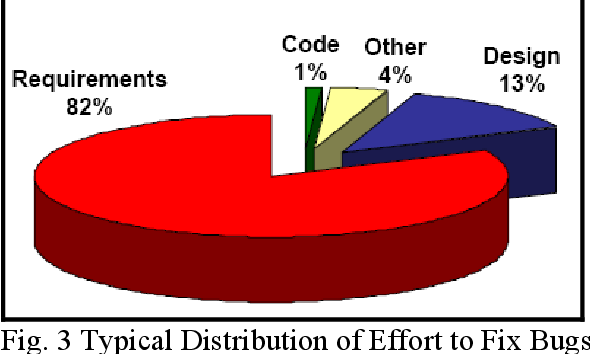 Code
1%
Other
4%
Design
13%
Requirements
82%
Fig. 3 Typical Distribution of Effort to Fix Bugs